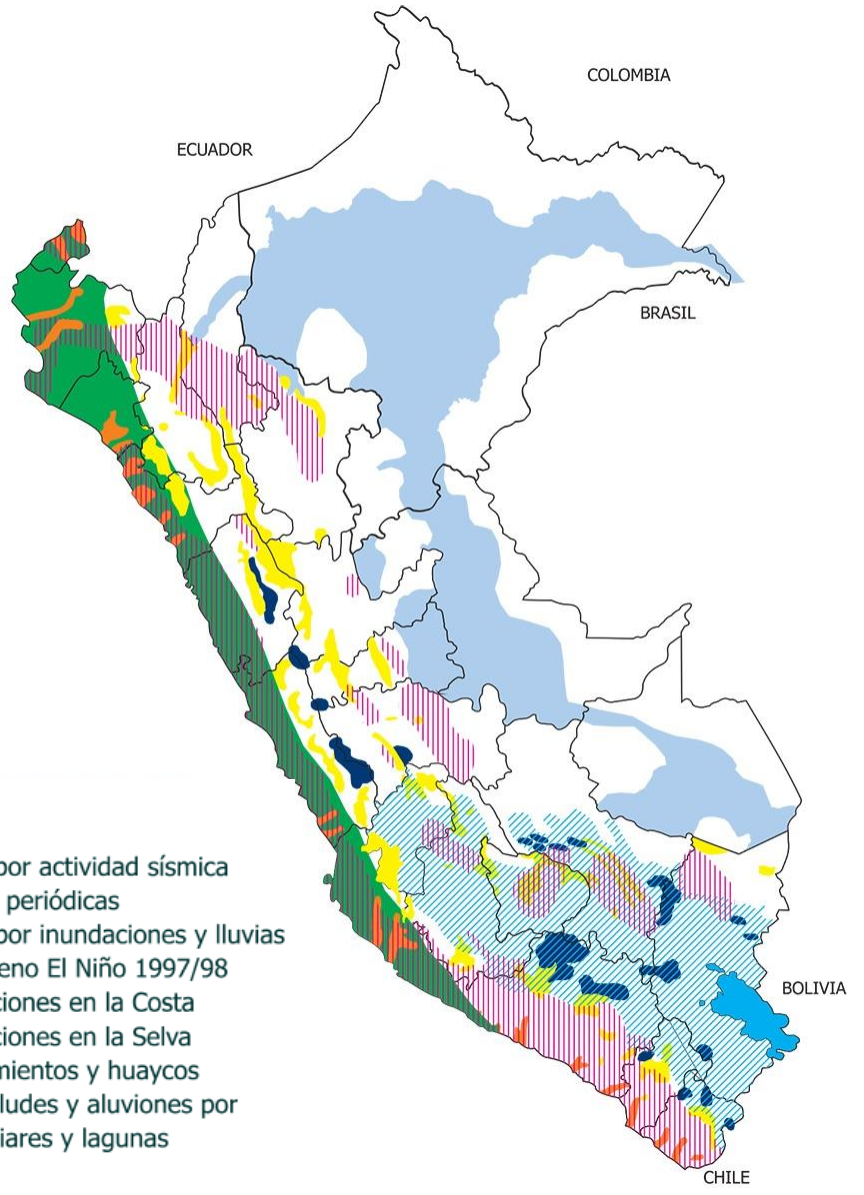 COLOMBIA
ECUADOR
BRASIL
por actividad sísmica
periódicas
por inundaciones y lluvias
eno El Niño 1997/98
ciones en la Costa
ciones en la Selva
mientos y huaycos
ludes y aluviones por
iares y lagunas
BOLIVIA
CHILE